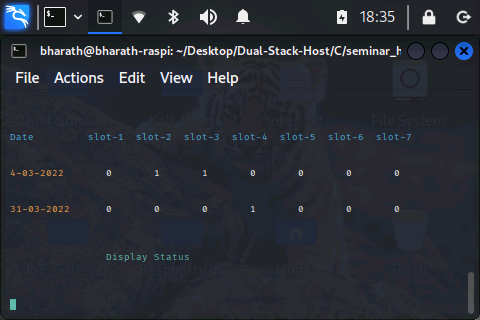 18:35
bharath@bharath-raspi: ~/Desktop/Dual-Stack-Host/C/seminar_h
File Actions Edit View Help
File System
Date slot-1 slot-2 slot-3 slot-4 slot-5 slot-6 slot-7
4-03-2022 0 1 1 0 0 0 0
31-03-2022 0 0 0 1 0 0 0
Display Status